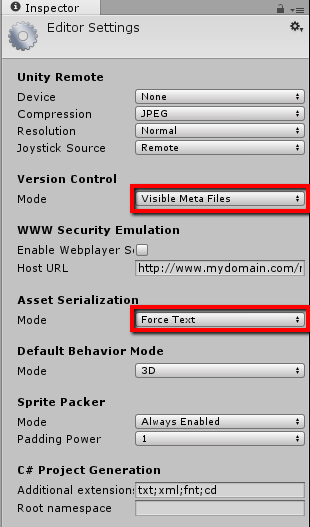 Inspector
Editor Settings
Unity Remote
Device None
Compression JPEG
Resolution Normal
Joystick Source Remote
Version Control
Mode Visible Meta Files
WWW Security Emulation
Enable Webplayer Se
Host URL http://www.mydomain.com/
Asset Serialization
Mode Force Text
Default Behavior Mode
Mode 3D
Sprite Packer
Mode Always Enabled
Padding Power 1
C# Project Generation
Additional extensions txt;xml;fnt;cd
Root namespace